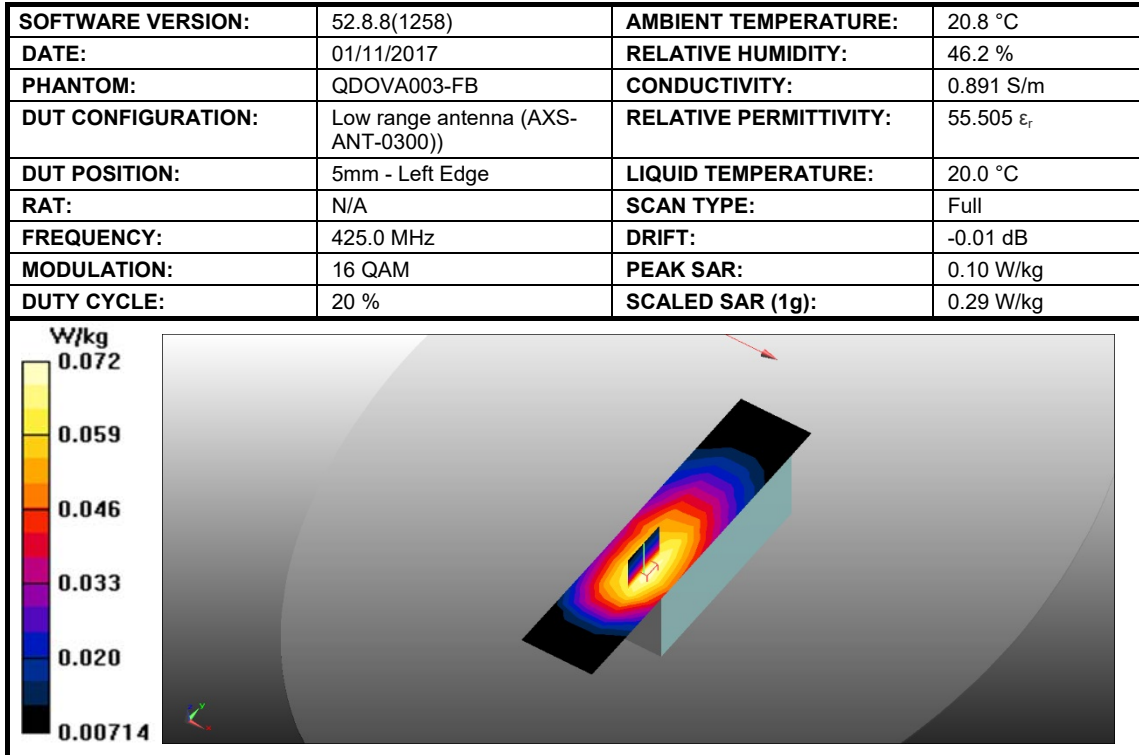 SOFTWARE VERSION: 52.8.8(1258) AMBIENT TEMPERATURE: 20.8 °C
DATE: 01/11/2017 RELATIVE HUMIDITY: 46.2 %
PHANTOM: QDOVA003-FB CONDUCTIVITY: 0.891 S/m
DUT CONFIGURATION: Low range antenna (AXS- RELATIVE PERMITTIVITY: 55.505 εr
ANT-0300))
DUT POSITION: 5mm - Left Edge LIQUID TEMPERATURE: 20.0 °C
RAT: N/A SCAN TYPE: Full
FREQUENCY: 425.0 MHz DRIFT: -0.01 dB
MODULATION: 16 QAM PEAK SAR: 0.10 W/kg
DUTY CYCLE: 20 % SCALED SAR (1g): 0.29 W/kg
W/kg
0.072
0.059
0.046
0.033
0.020
0.00714